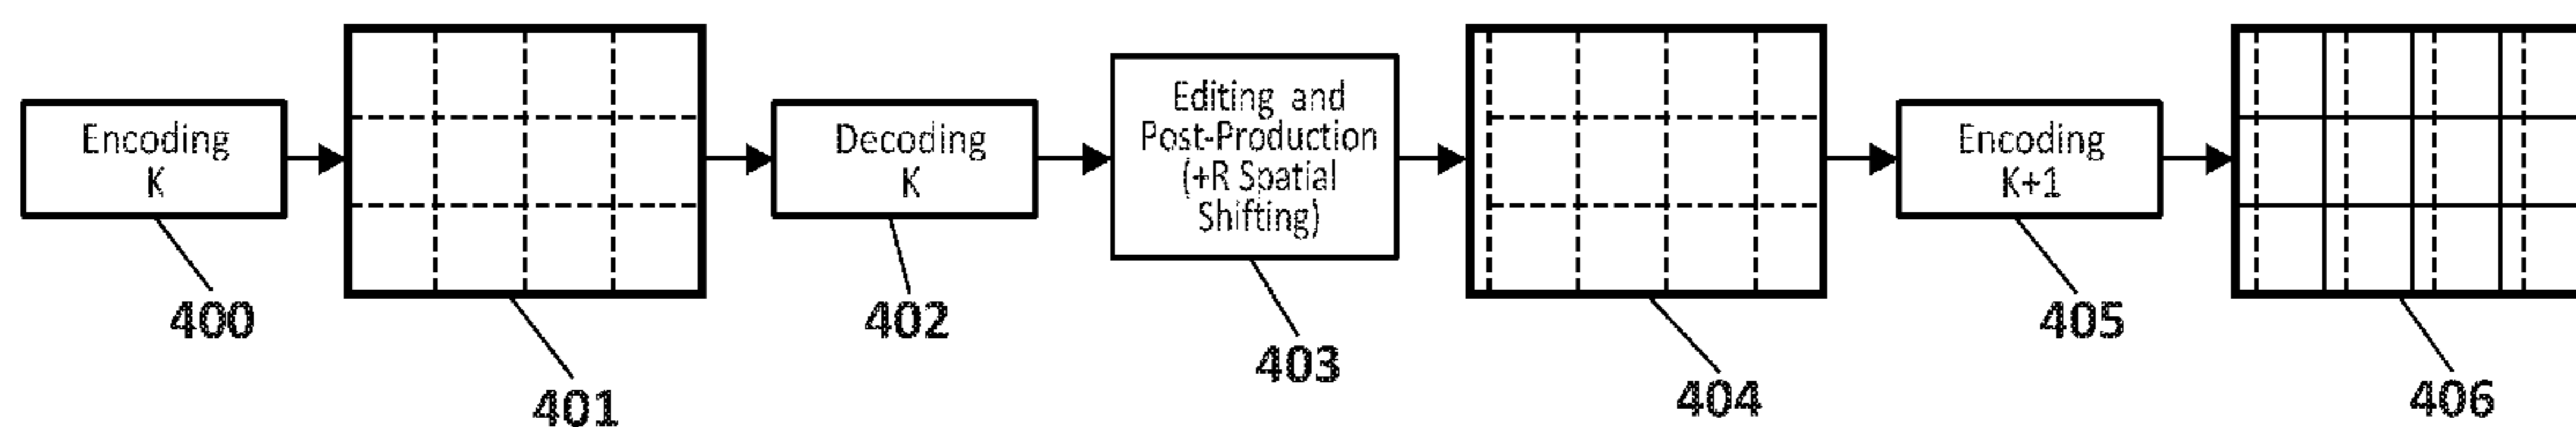 Encoding
K
400
401
Decoding
K
402
Editing and
Post-Production
(+R Spatial
Shifting)
403
404
Encoding
K+1
405
406